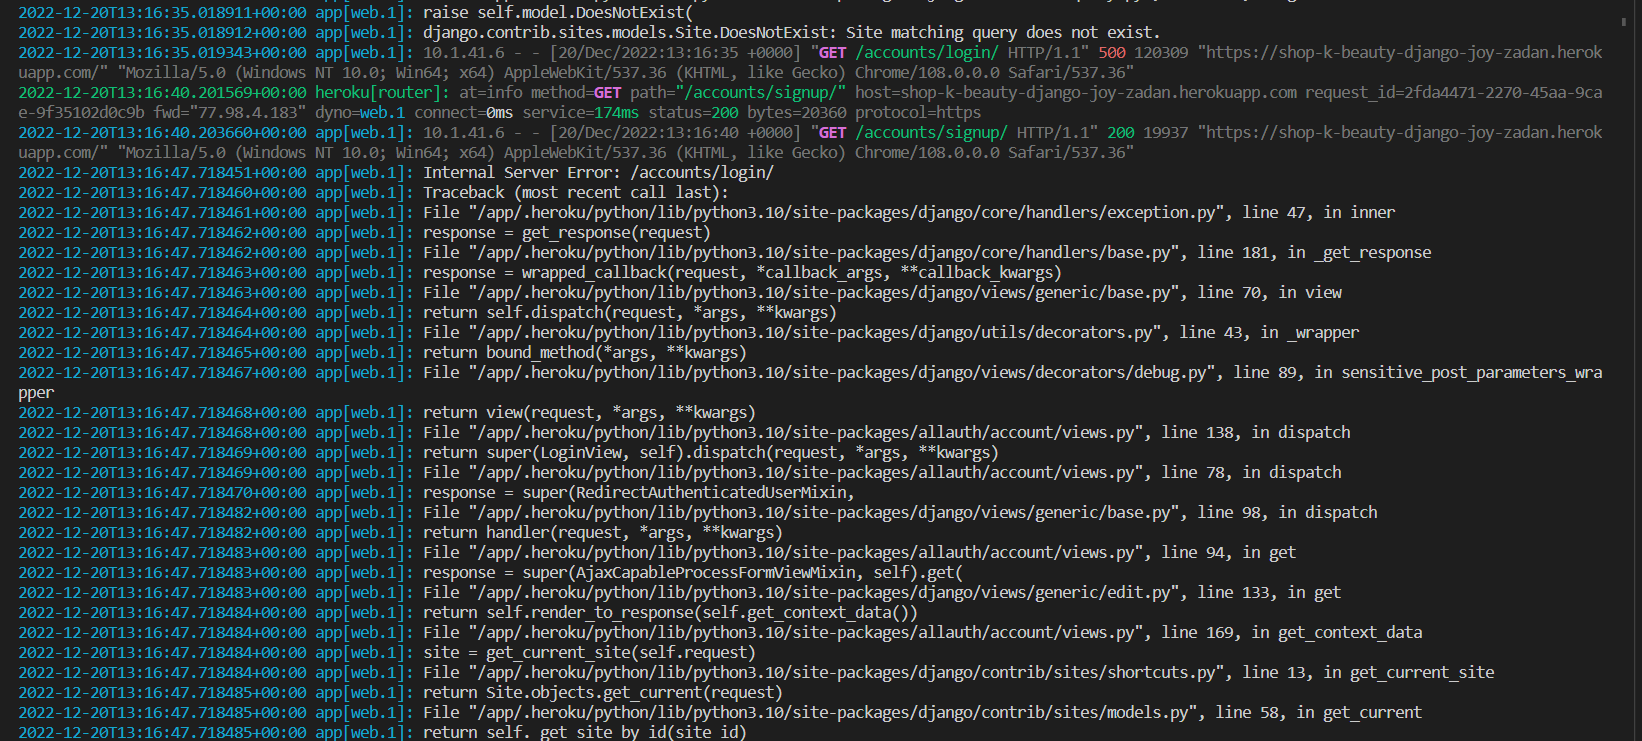 2022-12-20T13:16:35.018911+00:00 app[web.1]: raise self.model.DoesNotExist(
2022-12-20T13:16:35.018912+00:00 app[web.1]: django.contrib.sites.models.Site.DoesNotExist: Site matching query does not exist.
2022-12-20T13:16:35.019343+00:00 app[web.1]: 10.1.41.6 - - [20/Dec/2022:13:16:35 +0000] "GET /accounts/login/ HTTP/1.1" 500 120309 "https://shop-k-beauty-django-joy-zadan.herok
uapp.com/" "Mozilla/5.0 (Windows NT 10.0; Win64; x64) AppleWebKit/537.36 (KHTML, like Gecko) Chrome/108.0.0.0 Safari/537.36"
2022-12-20T13:16:40.201569+00:00 heroku[router]: at=info method=GET path="/accounts/signup/" host=shop-k-beauty-django-joy-zadan.herokuapp.com request_id=2fda4471-2270-45aa-9ca
e-9f35102d0c9b fwd="77.98.4.183" dyno=web.1 connect=0ms service=174ms status=200 bytes=20360 protocol=https
2022-12-20T13:16:40.203660+00:00 app[web.1]: 10.1.41.6 - - [20/Dec/2022:13:16:40 +0000] "GET /accounts/signup/ HTTP/1.1" 200 19937 "https://shop-k-beauty-django-joy-zadan.herok
uapp.com/" "Mozilla/5.0 (Windows NT 10.0; Win64; x64) AppleWebKit/537.36 (KHTML, like Gecko) Chrome/108.0.0.0 Safari/537.36"
2022-12-20T13:16:47.718451+00:00 app[web.1]: Internal Server Error: /accounts/login/
2022-12-20T13:16:47.718460+00:00 app[web.1]: Traceback (most recent call last):
2022-12-20T13:16:47.718461+00:00 app[web.1]: File "/app/.heroku/python/lib/python3.10/site-packages/django/core/handlers/exception.py", line 47, in inner
2022-12-20T13:16:47.718462+00:00 app[web.1]: response = get_response(request)
2022-12-20T13:16:47.718462+00:00 app[web.1]: File "/app/.heroku/python/lib/python3.10/site-packages/django/core/handlers/base.py", line 181, in _get_response
2022-12-20T13:16:47.718463+00:00 app[web.1]: response = wrapped_callback(request, *callback_args, **callback_kwargs)
2022-12-20T13:16:47.718463+00:00 app[web.1]: File "/app/.heroku/python/lib/python3.10/site-packages/django/views/generic/base.py", line 70, in view
2022-12-20T13:16:47.718464+00:00 app[web.1]: return self.dispatch(request, *args, **kwargs)
2022-12-20T13:16:47.718464+00:00 app[web.1]: File "/app/.heroku/python/lib/python3.10/site-packages/django/utils/decorators.py", line 43, in _wrapper
2022-12-20T13:16:47.718465+00:00 app[web.1]: return bound_method(*args, **kwargs)
2022-12-20T13:16:47.718467+00:00 app[web.1]: File "/app/.heroku/python/lib/python3.10/site-packages/django/views/decorators/debug.py", line 89, in sensitive_post_parameters_wra
pper
2022-12-20T13:16:47.718468+00:00 app[web.1]: return view(request, *args, **kwargs)
2022-12-20T13:16:47.718468+00:00 app[web.1]: File "/app/.heroku/python/lib/python3.10/site-packages/allauth/account/views.py", line 138, in dispatch
2022-12-20T13:16:47.718469+00:00 app[web.1]: return super(LoginView, self).dispatch(request, *args, **kwargs)
2022-12-20T13:16:47.718469+00:00 app[web.1]: File "/app/.heroku/python/lib/python3.10/site-packages/allauth/account/views.py", line 78, in dispatch
2022-12-20T13:16:47.718470+00:00 app[web.1]: response = super(RedirectAuthenticatedUserMixin,
2022-12-20T13:16:47.718482+00:00 app[web.1]: File "/app/.heroku/python/lib/python3.10/site-packages/django/views/generic/base.py", line 98, in dispatch
2022-12-20T13:16:47.718482+00:00 app[web.1]: return handler(request, *args, **kwargs)
2022-12-20T13:16:47.718483+00:00 app[web.1]: File "/app/.heroku/python/lib/python3.10/site-packages/allauth/account/views.py", line 94, in get
2022-12-20T13:16:47.718483+00:00 app[web.1]: response = super(AjaxCapableProcessFormViewMixin, self).get(
2022-12-20T13:16:47.718483+00:00 app[web.1]: File "/app/.heroku/python/lib/python3.10/site-packages/django/views/generic/edit.py", line 133, in get
2022-12-20T13:16:47.718484+00:00 app[web.1]: return self.render_to_response(self.get_context_data())
2022-12-20T13:16:47.718484+00:00 app[web.1]: File "/app/.heroku/python/lib/python3.10/site-packages/allauth/account/views.py", line 169, in get_context_data
2022-12-20T13:16:47.718484+00:00 app[web.1]: site = get_current_site(self.request)
2022-12-20T13:16:47.718484+00:00 app[web.1]: File "/app/.heroku/python/lib/python3.10/site-packages/django/contrib/sites/shortcuts.py", line 13, in get_current_site
2022-12-20T13:16:47.718485+00:00 app[web.1]: return Site.objects.get_current(request)
2022-12-20T13:16:47.718485+00:00 app[web.1]: File "/app/.heroku/python/lib/python3.10/site-packages/django/contrib/sites/models.py", line 58, in get_current
2022-12-20T13:16:47.718485+00:00 app[web.1]: return self._get_site_by_id(site_id)